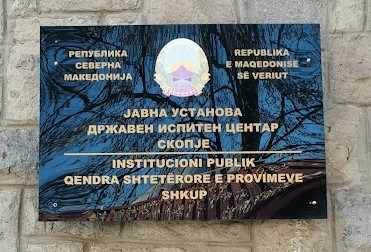 РЕПУБЛИКА
СЕВЕРНА
МАКЕДОНИЈА
REPUBLIKA
E MAQEDONISË
SË VERIUT
ЈАВНА УСТАНОВА
ДРЖАВЕН ИСПИТЕН ЦЕНТАР
СКОПЈЕ
INSTITUCIONI PUBLIK
QENDRA SHTETËRORE E PROVIMEVE
SHKUP